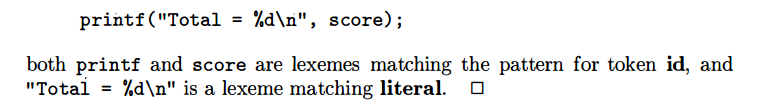 printf("Total = %d\n", score);
both printf and score are lexemes matching the pattern for token id, and
"Total = %d\n" is a lexeme matching literal. □